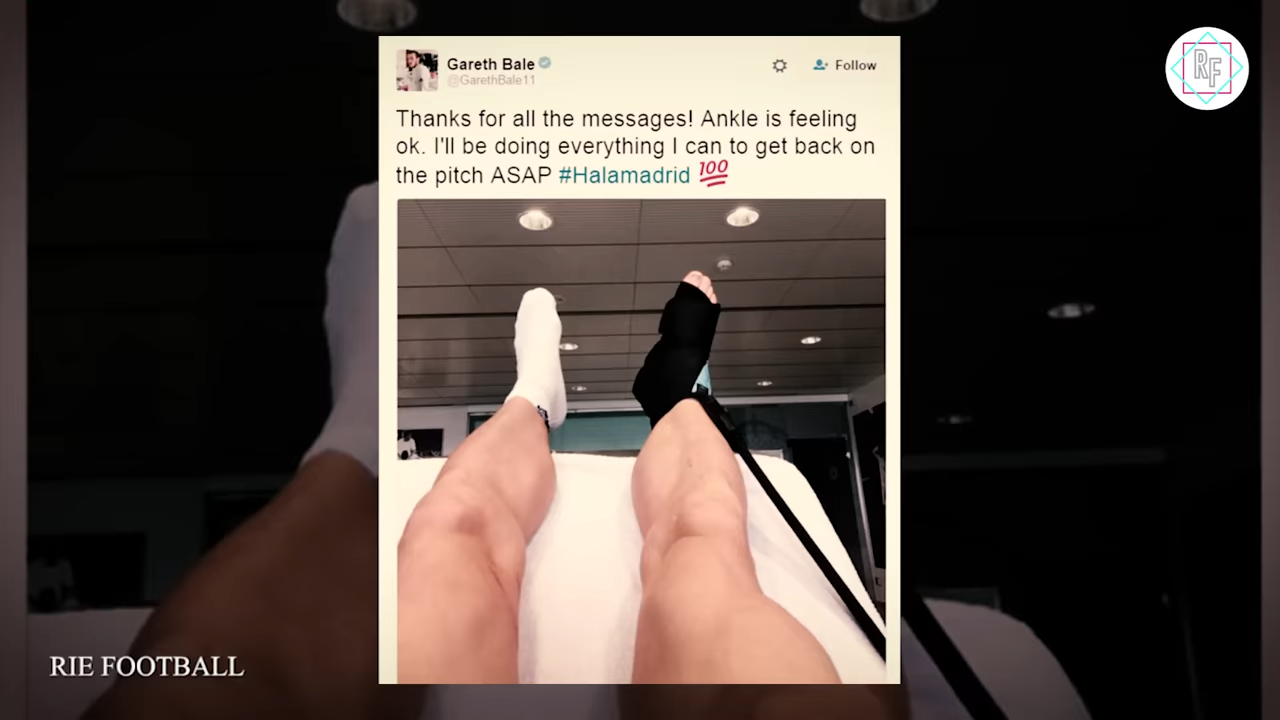 Gareth Bale
@GarethBale11
Follow
Thanks for all the messages! Ankle is feeling
ok. I'll be doing everything I can to get back on
the pitch ASAP #Halamadrid 💯
RF
RIE FOOTBALL